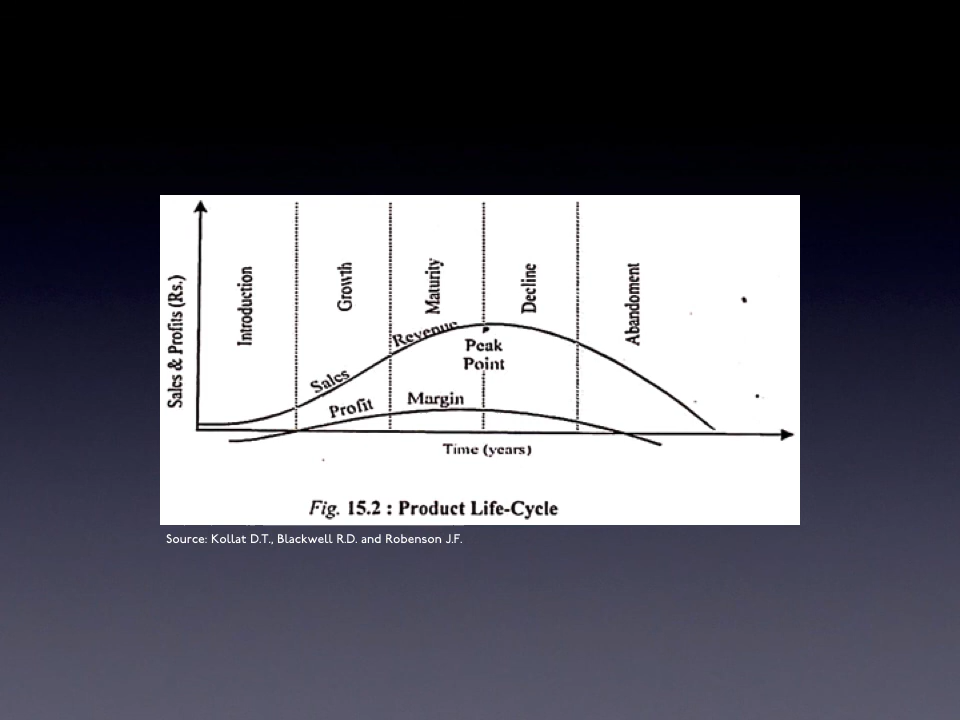 Sales & Profits (Rs.)
Introduction
Growth
Maturity
Decline
Abandoment
Sales
Revenue
Peak
Point
Profit
Margin
Time (years)
Fig. 15.2 : Product Life-Cycle
Source: Kollat D.T., Blackwell R.D. and Robenson J.F.